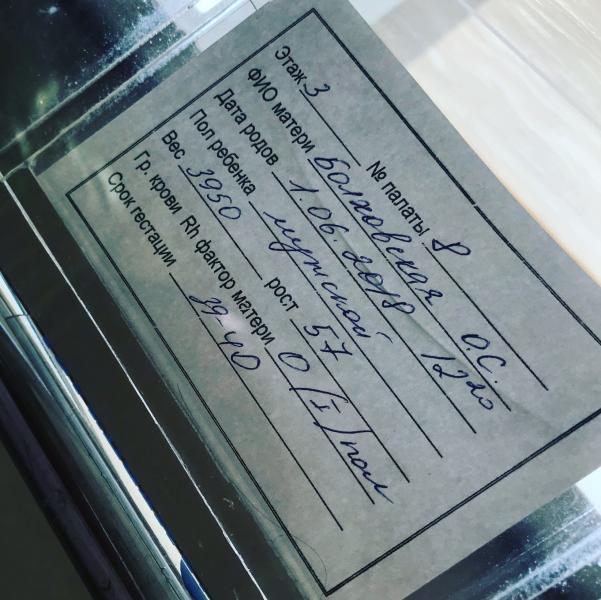 Этаж 3 № палаты 8
ФИО матери Болховская О.С.
Дата родов 1.06.2018 12 20
Пол ребенка мужской
Вес 3950 рост 57
Гр. крови Rh фактор матери O(I) пол
Срок гестации 39-40